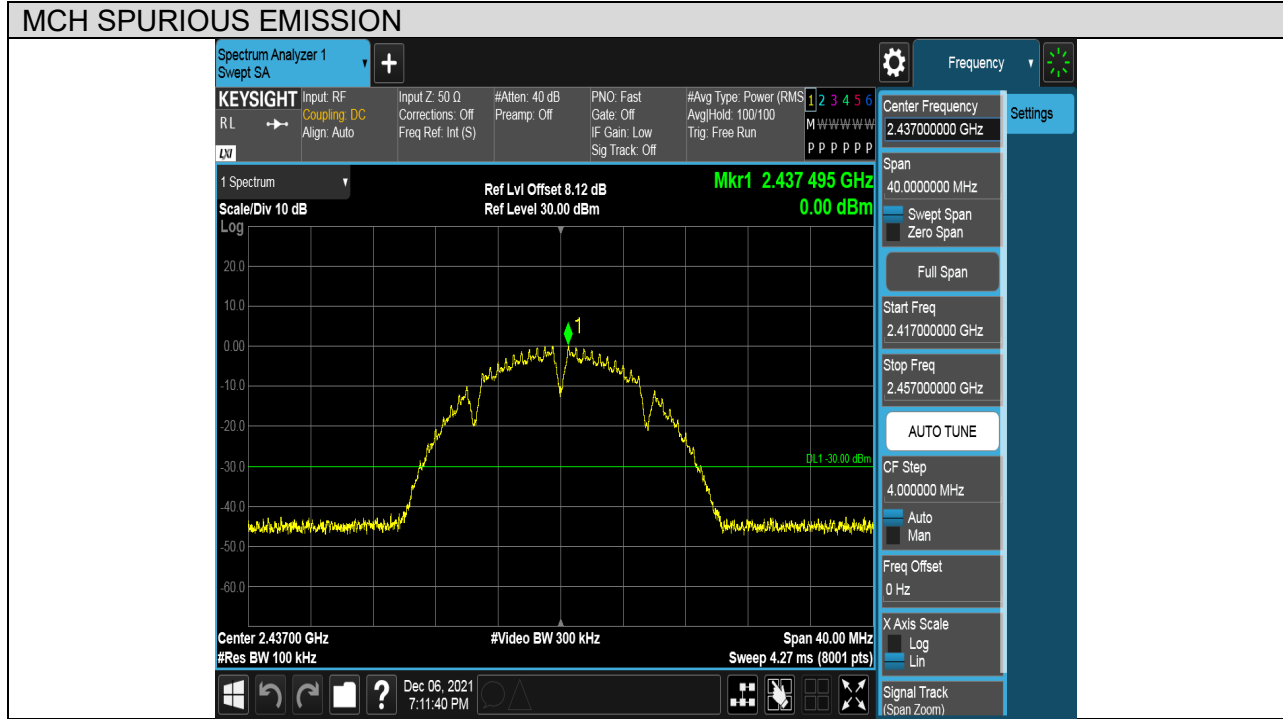 MCH SPURIOUS EMISSION
Spectrum Analyzer 1
Swept SA
+
Frequency
KEYSIGHT
RL
LXI
Input: RF
Coupling: DC
Align: Auto
Input Z: 50 Ω
Corrections: Off
Freq Ref: Int (S)
#Atten: 40 dB
Preamp: Off
PNO: Fast
Gate: Off
IF Gain: Low
Sig Track: Off
#Avg Type: Power (RMS
Avg|Hold: 100/100
Trig: Free Run
1 2 3 4 5 6
M W W W W W
P P P P P P
1 Spectrum
Scale/Div 10 dB
Ref Lvl Offset 8.12 dB
Ref Level 30.00 dBm
Mkr1 2.437 495 GHz
0.00 dBm
Log
20.0
10.0
0.00
-10.0
-20.0
-30.0
-40.0
-50.0
-60.0
1
DL1 -30.00 dBm
Center 2.43700 GHz
#Video BW 300 kHz
Span 40.00 MHz
#Res BW 100 kHz
Sweep 4.27 ms (8001 pts)
?
Dec 06, 2021
7:11:40 PM
Center Frequency
2.437000000 GHz
Settings
Span
40.0000000 MHz
Swept Span
Zero Span
Full Span
Start Freq
2.417000000 GHz
Stop Freq
2.457000000 GHz
AUTO TUNE
CF Step
4.000000 MHz
Auto
Man
Freq Offset
0 Hz
X Axis Scale
Log
Lin
Signal Track
(Span Zoom)